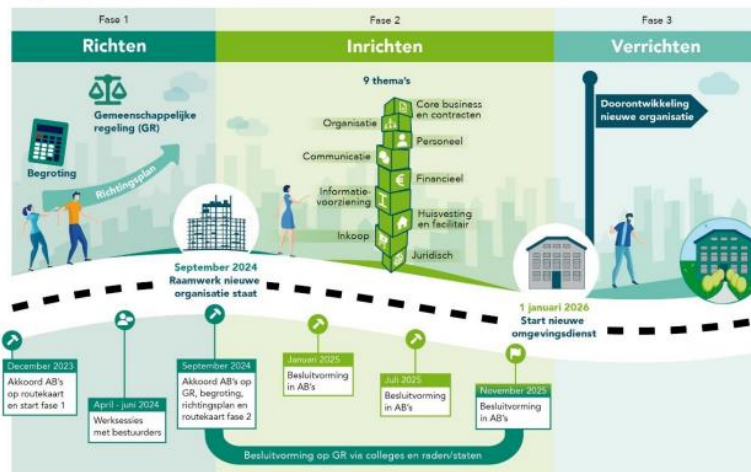 Fase 1
Richten
Fase 2
Inrichten
Fase 3
Verrichten
Gemeenschappelijke
regeling (GR)
Begroting
Richtingsplan
September 2024
Raamwerk nieuwe
organisatie staat
9 thema's
Core business
en contracten
Organisatie
Personeel
Communicatie
Financieel
Informatie-
voorziening
Huisvesting
en facilitair
Inkoop
Juridisch
Doorontwikkeling
nieuwe organisatie
1 januari 2026
Start nieuwe
omgevingsdienst
December 2023
Akkoord AB's
op routekaart
en start fase 1
April - juni 2024
Werksessies
met bestuurders
September 2024
Akkoord AB's op
GR, begroting,
richtingsplan en
routekaart fase 2
Januari 2025
Besluitvorming
in AB's
Juli 2025
Besluitvorming
in AB's
November 2025
Besluitvorming
in AB's
Besluitvorming op GR via colleges en raden/staten